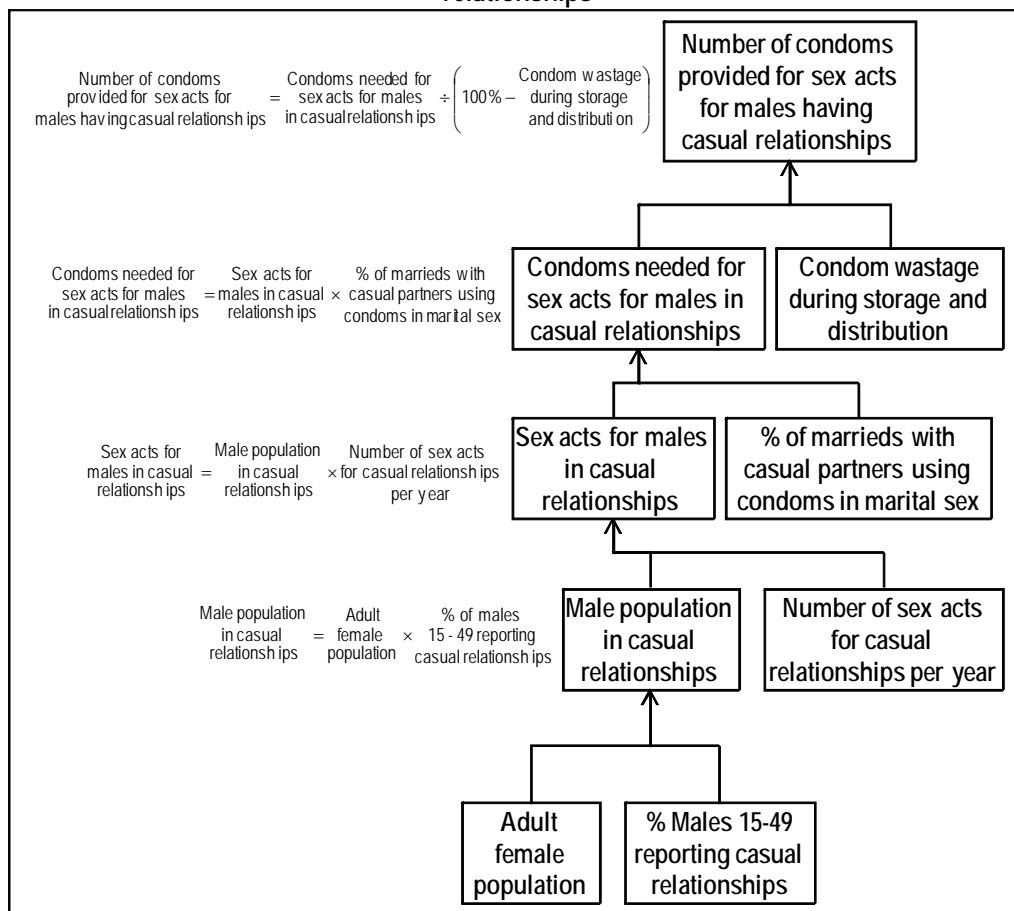 Number of condoms
provided for sex acts for
males having casual relationships
=
Condoms needed for
sex acts for males
in casual relationships
÷
(100% −
Condom wastage
during storage
and distribution
)
Number of condoms
provided for sex acts
for males having
casual relationships
Condoms needed for
sex acts for males
in casual relationships
=
Sex acts for
males in casual
relationships
×
% of marrieds with
casual partners using
condoms in marital sex
Condoms needed for
sex acts for males in
casual relationships
Condom wastage
during storage and
distribution
Sex acts for
males in casual
relationships
=
Male population
in casual
relationships
×
Number of sex acts
for casual relationships
per year
Sex acts for males
in casual
relationships
% of marrieds with
casual partners using
condoms in marital sex
Male population
in casual
relationships
=
Adult
female
population
×
% of males
15 - 49 reporting
casual relationships
Male population
in casual
relationships
Number of sex acts
for casual
relationships per year
Adult
female
population
% Males 15-49
reporting casual
relationships